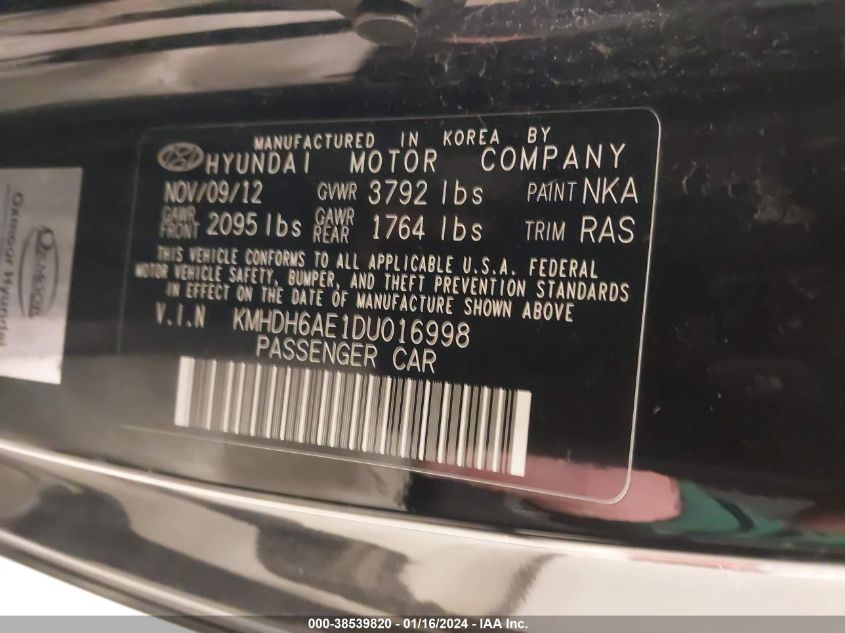 MANUFACTURED IN KOREA BY
HYUNDAI MOTOR COMPANY
NOV/09/12 GVWR 3792 lbs PAINT NKA
GAWR FRONT 2095 lbs GAWR REAR 1764 lbs TRIM RAS
THIS VEHICLE CONFORMS TO ALL APPLICABLE U.S.A. FEDERAL
MOTOR VEHICLE SAFETY, BUMPER, AND THEFT PREVENTION STANDARDS
IN EFFECT ON THE DATE OF MANUFACTURE SHOWN ABOVE
V.I.N KMHDH6AE1DU016998
PASSENGER CAR
Oxmoor
Oxmoor Hyundai
000-38539820 - 01/16/2024 - IAA Inc.